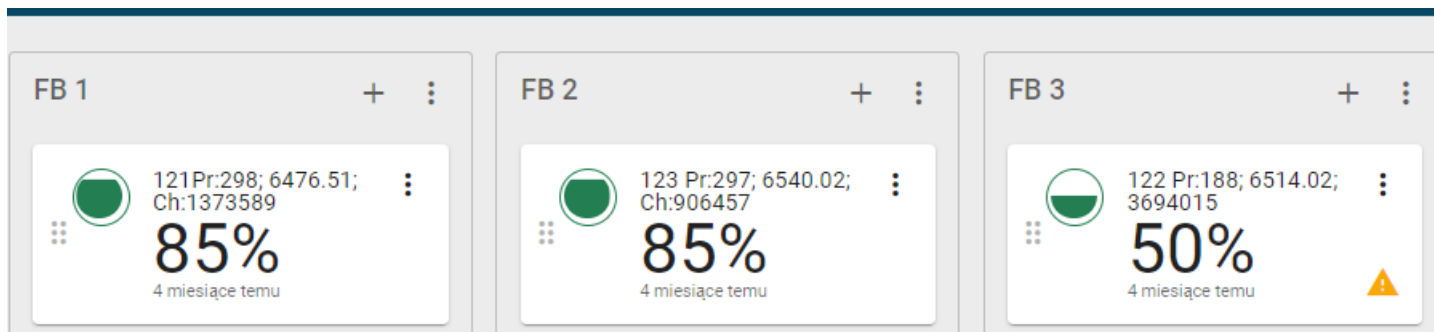 FB 1
121Pr:298; 6476.51;
Ch:1373589
85%
4 miesiące temu
FB 2
123 Pr:297; 6540.02;
Ch:906457
85%
4 miesiące temu
FB 3
122 Pr:188; 6514.02;
3694015
50%
4 miesiące temu